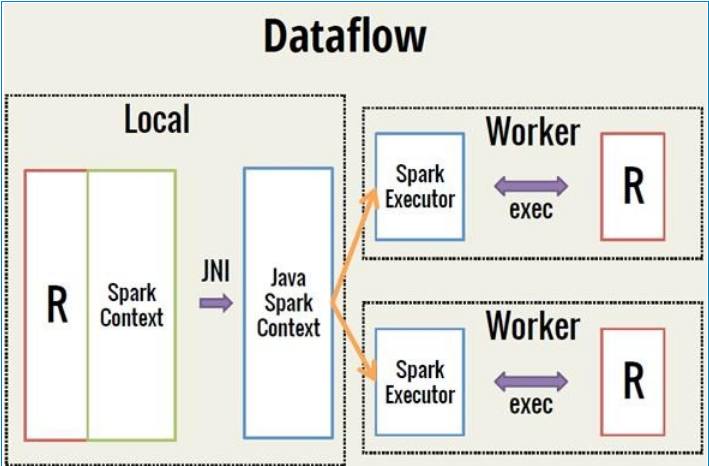 Dataflow
Local
R
Spark
Context
JNI
Java
Spark
Context
Worker
Spark
Executor
exec
R
Worker
Spark
Executor
exec
R